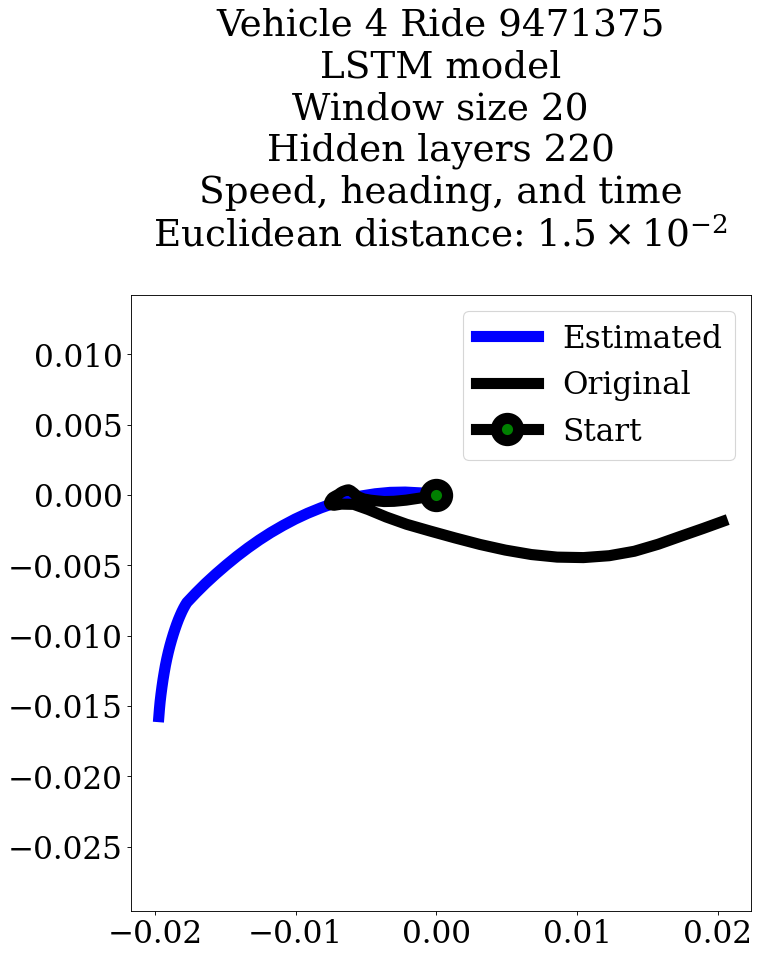 Vehicle 4 Ride 9471375
LSTM model
Window size 20
Hidden layers 220
Speed, heading, and time
Euclidean distance: 1.5 × 10⁻²
Estimated
Original
Start
0.010
0.005
0.000
−0.005
−0.010
−0.015
−0.020
−0.025
−0.02 −0.01 0.00 0.01 0.02